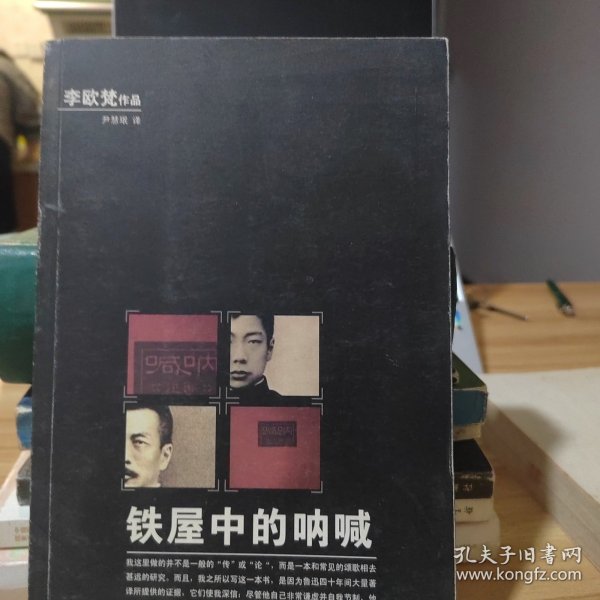 李欧梵作品
尹慧珉 译
呐喊
铁屋中的呐喊
我这里做的并不是一般的“传”或“论”，而是一本和常见的颂歌相去
甚远的研究，而且，我之所以写这一本书，是因为鲁迅四十年间大量著
译所提供的证据，它们使我深信：尽管他自己非常谦虚并自我节制，他
孔夫子旧书网
www.kongfz.com